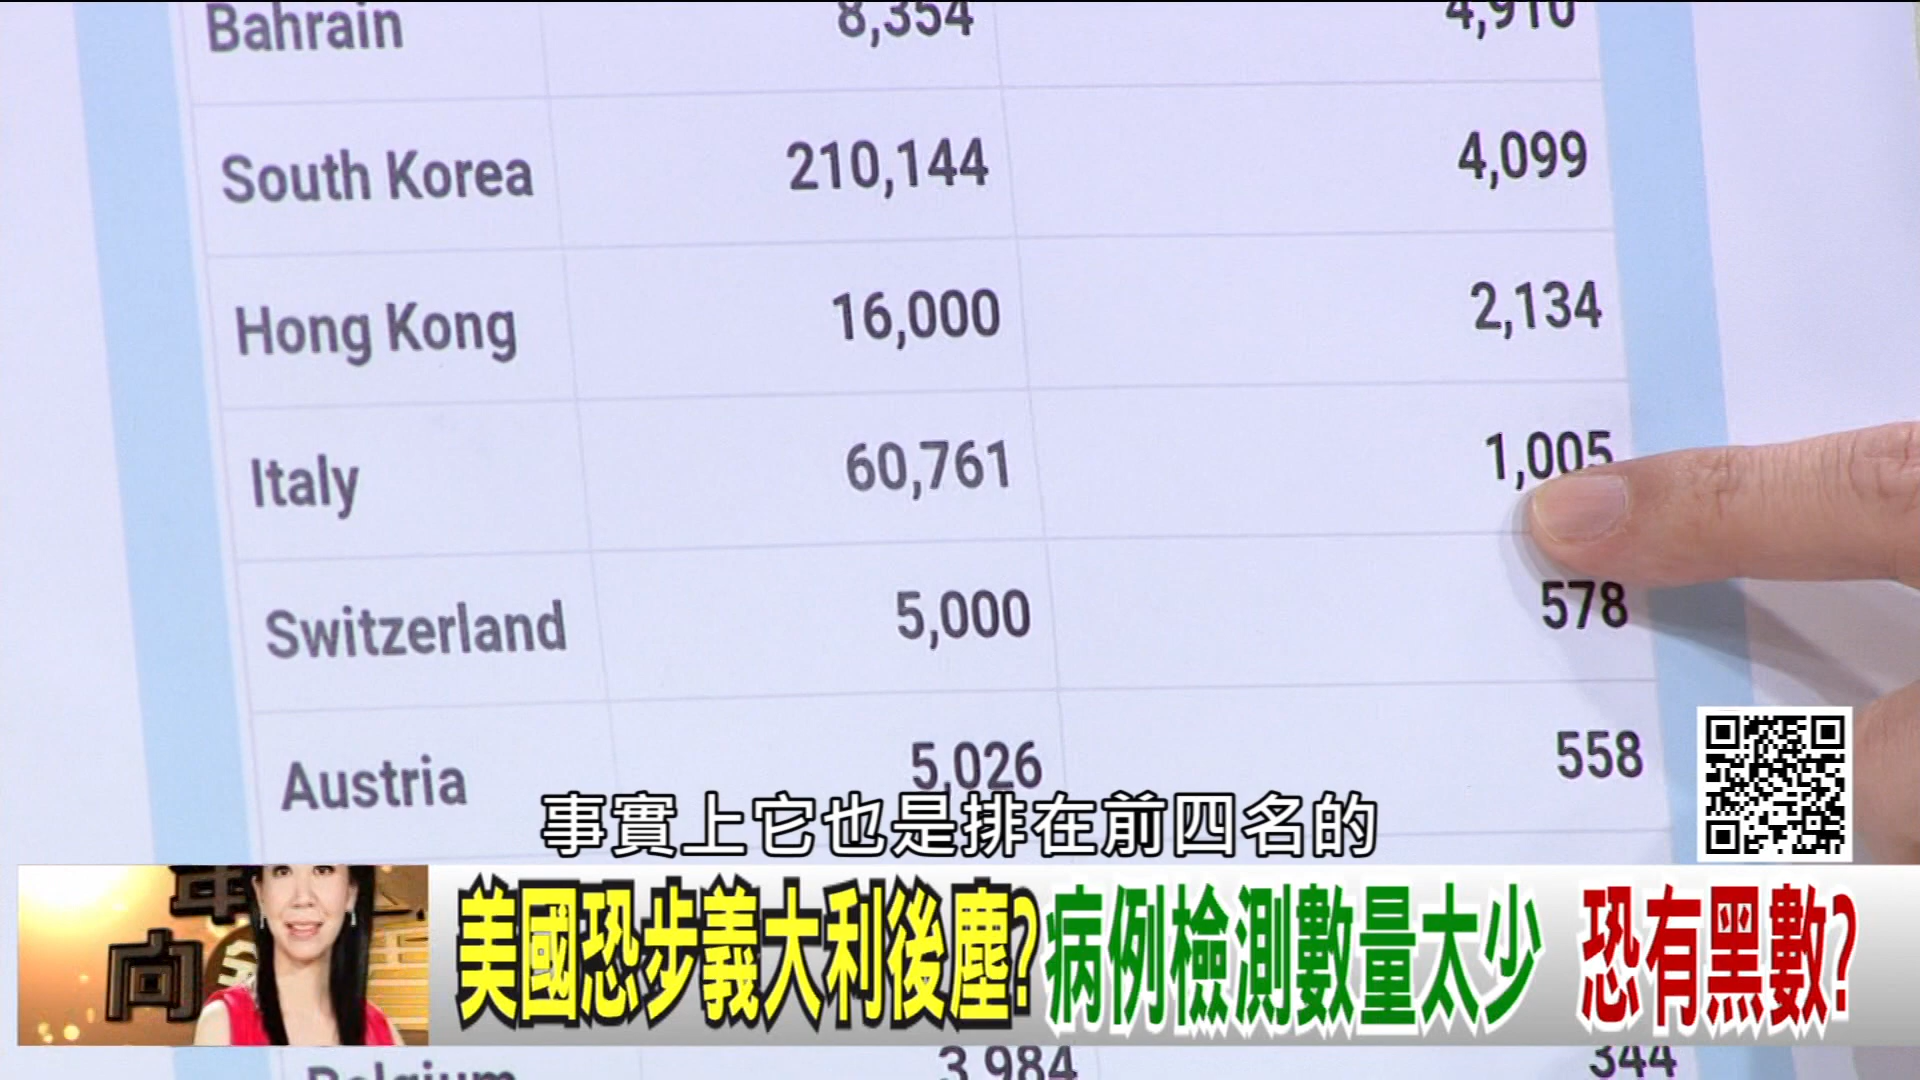 Bahrain 8,354 4,910
South Korea 210,144 4,099
Hong Kong 16,000 2,134
Italy 60,761 1,005
Switzerland 5,000 578
Austria 5,026 558
事實上它也是排在前四名的
年
向
美國恐步義大利後塵?病例檢測數量太少 恐有黑數?
Belgium 3,984 344